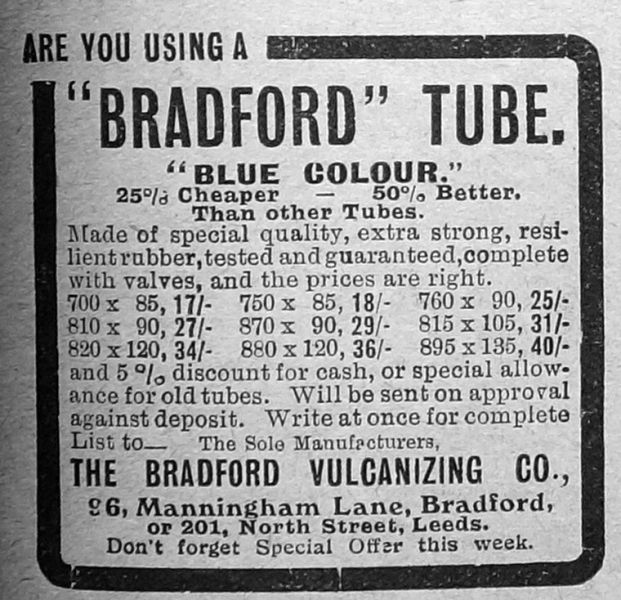 ARE YOU USING A
"BRADFORD" TUBE.
"BLUE COLOUR."
25% Cheaper — 50% Better.
Than other Tubes.
Made of special quality, extra strong, resi-
lient rubber, tested and guaranteed, complete
with valves, and the prices are right.
700 x 85, 17/- 750 x 85, 18/- 760 x 90, 25/-
810 x 90, 27/- 870 x 90, 29/- 815 x 105, 31/-
820 x 120, 34/- 880 x 120, 36/- 895 x 135, 40/-
and 5% discount for cash, or special allow-
ance for old tubes. Will be sent on approval
against deposit. Write at once for complete
List to— The Sole Manufacturers,
THE BRADFORD VULCANIZING CO.,
96, Manningham Lane, Bradford,
or 201, North Street, Leeds.
Don't forget Special Offer this week.